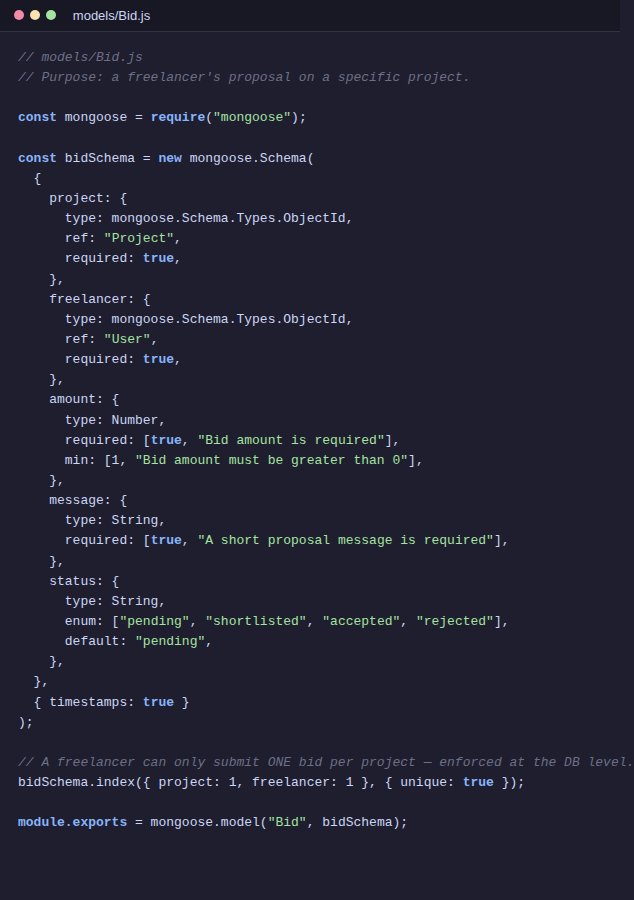 models/Bid.js
// models/Bid.js
// Purpose: a freelancer's proposal on a specific project.
const mongoose = require("mongoose");
const bidSchema = new mongoose.Schema(
  {
    project: {
      type: mongoose.Schema.Types.ObjectId,
      ref: "Project",
      required: true,
    },
    freelancer: {
      type: mongoose.Schema.Types.ObjectId,
      ref: "User",
      required: true,
    },
    amount: {
      type: Number,
      required: [true, "Bid amount is required"],
      min: [1, "Bid amount must be greater than 0"],
    },
    message: {
      type: String,
      required: [true, "A short proposal message is required"],
    },
    status: {
      type: String,
      enum: ["pending", "shortlisted", "accepted", "rejected"],
      default: "pending",
    },
  },
  { timestamps: true }
);
// A freelancer can only submit ONE bid per project — enforced at the DB level.
bidSchema.index({ project: 1, freelancer: 1 }, { unique: true });
module.exports = mongoose.model("Bid", bidSchema);